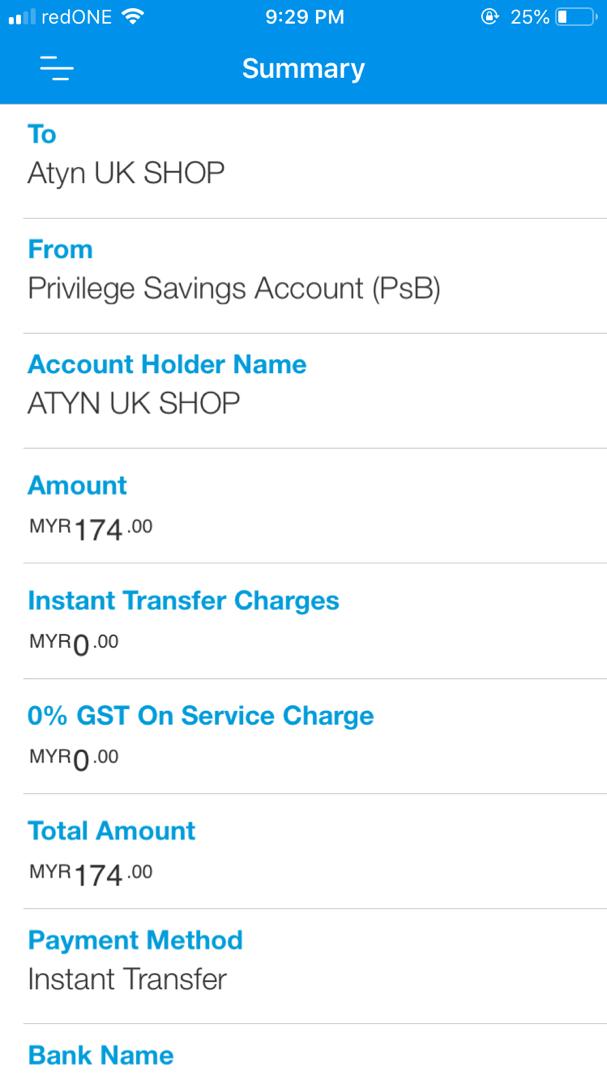 redONE
9:29 PM
25%
Summary
To
Atyn UK SHOP
From
Privilege Savings Account (PsB)
Account Holder Name
ATYN UK SHOP
Amount
MYR174.00
Instant Transfer Charges
MYR0.00
0% GST On Service Charge
MYR0.00
Total Amount
MYR174.00
Payment Method
Instant Transfer
Bank Name